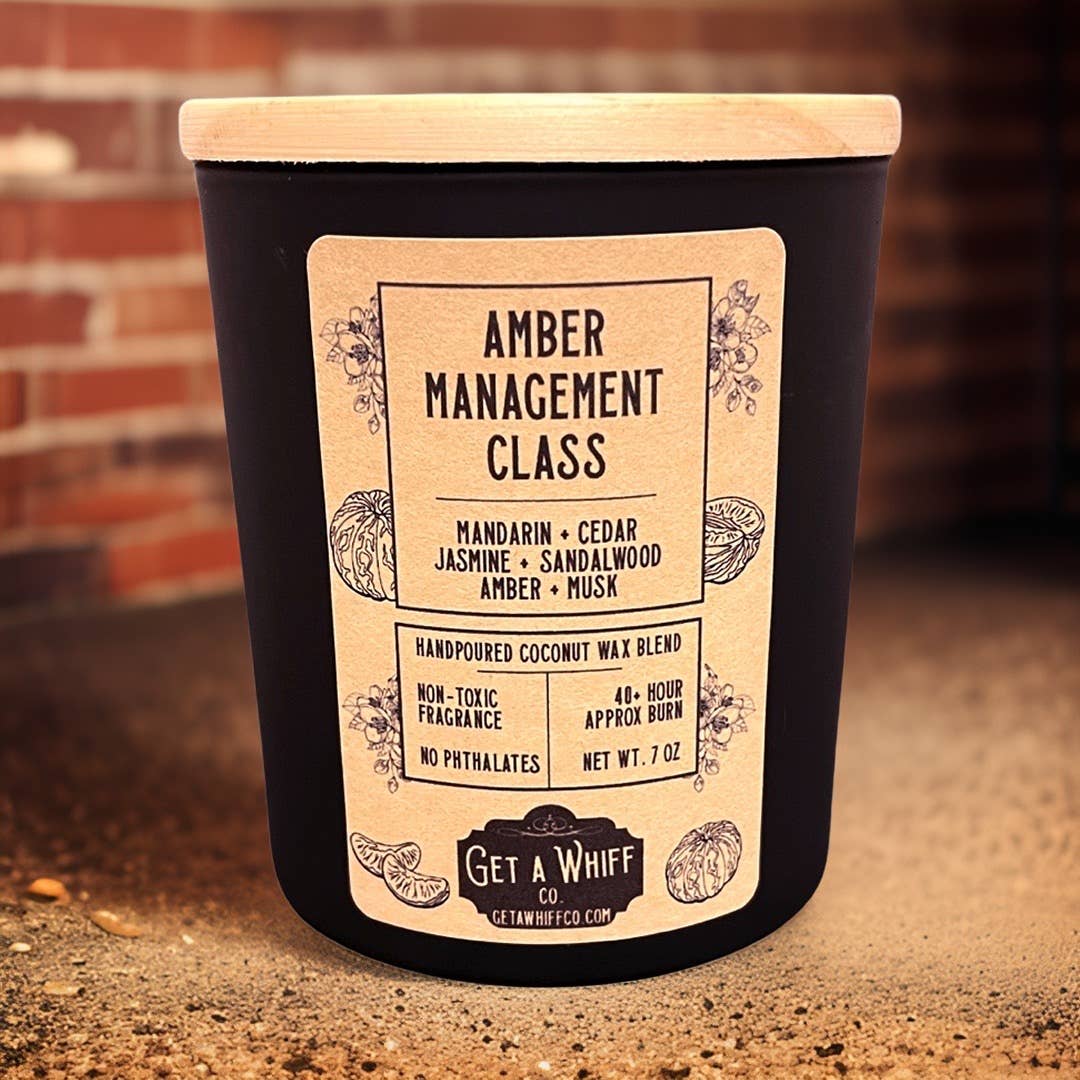 AMBER
MANAGEMENT
CLASS
MANDARIN + CEDAR
JASMINE + SANDALWOOD
AMBER + MUSK
HANDPOURED COCONUT WAX BLEND
NON-TOXIC
FRAGRANCE
NO PHTHALATES
40+ HOUR
APPROX BURN
NET WT. 7 OZ
GET A WHIFF
CO.
GETAWHIFFCO.COM